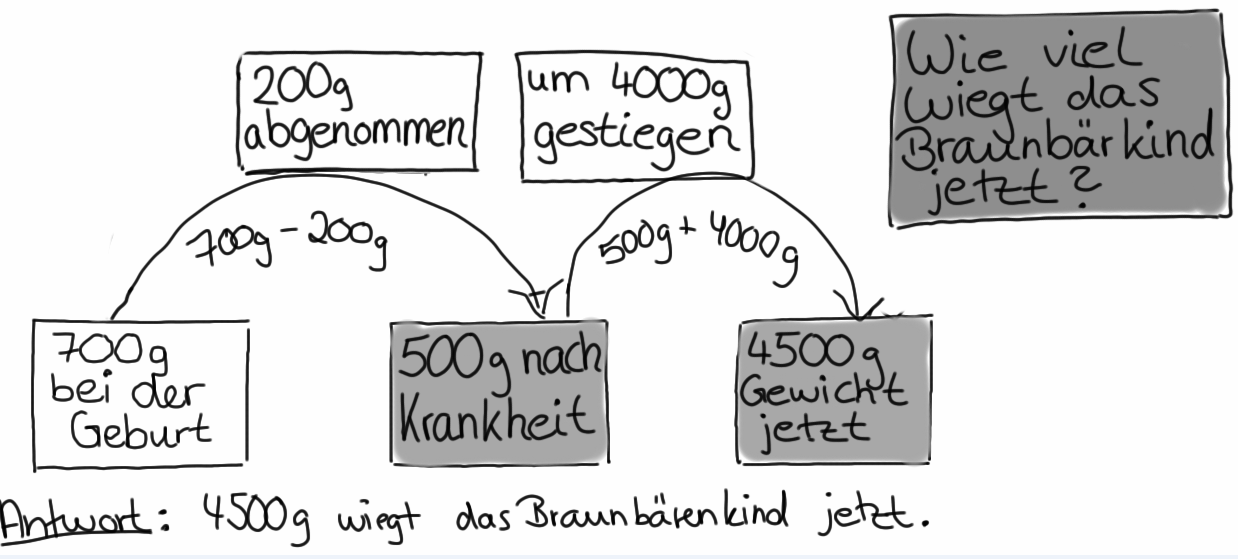 200g
abgenommen
um 4000g
gestiegen
Wie viel
wiegt das
Braunbärkind
jetzt?
700g - 200g
500g + 4000g
700g
bei der
Geburt
500g nach
Krankheit
4500g
Gewicht
jetzt
Antwort: 4500g wiegt das Braunbärenkind jetzt.